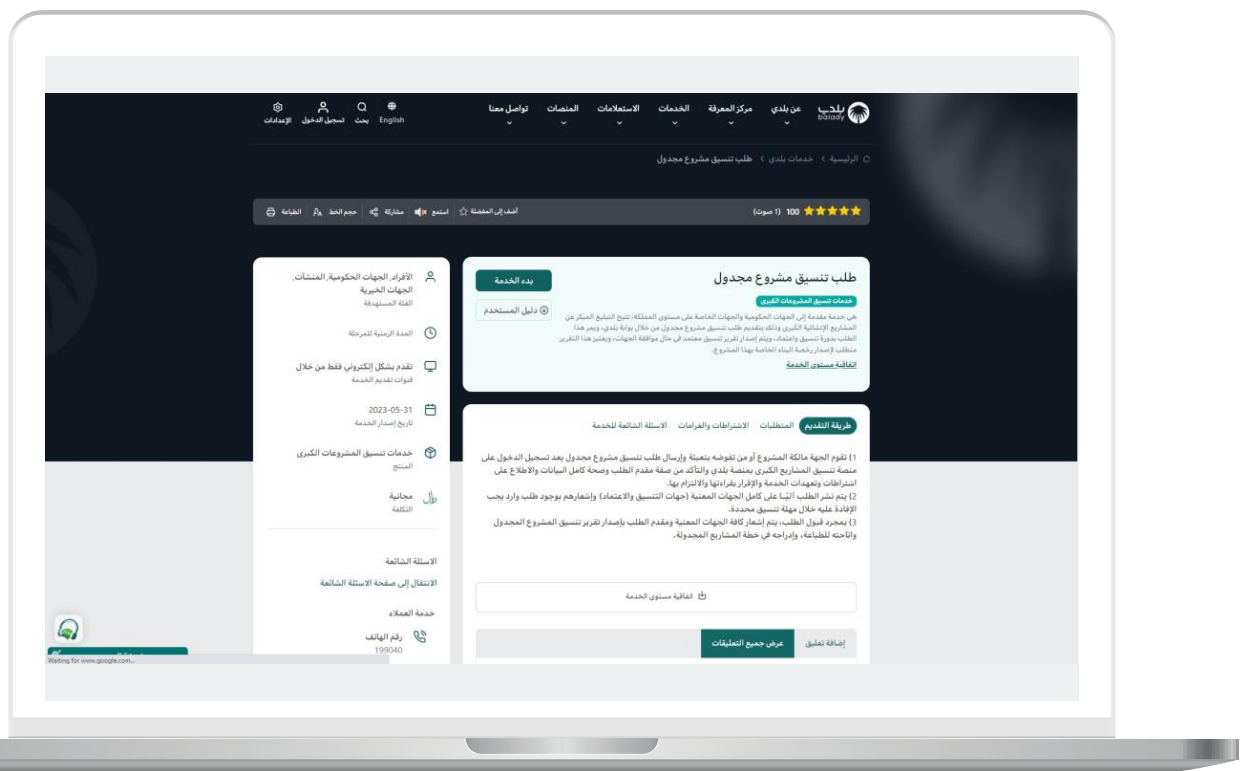 بلدي
balady
عن بلدي
مركز المعرفة
الخدمات
الاستعلامات
المنصات
تواصل معنا
English
بحث
تسجيل الدخول
الإعدادات
الرئيسية › خدمات بلدي › طلب تنسيق مشروع مجدول
100 (1 صوت)
أضف إلى المفضلة
استمع
مشاركة
حجم الخط
الطباعة
طلب تنسيق مشروع مجدول
خدمات تنسيق المشروعات الكبرى
هي خدمة مقدمة إلى الجهات الحكومية والجهات الخاصة على مستوى المملكة، تتيح التبليغ المبكر عن
المشاريع الإنشائية الكبرى وذلك بتقديم طلب تنسيق مشروع مجدول من خلال بوابة بلدي، ويمر هذا
الطلب بدورة تنسيق واعتماد، ويتم إصدار تقرير تنسيق معتمد في حال موافقة الجهات، ويعتبر هذا التقرير
متطلب لإصدار رخصة البناء الخاصة بهذا المشروع.
اتفاقية مستوى الخدمة
بدء الخدمة
دليل المستخدم
طريقة التقديم
المتطلبات
الاشتراطات والغرامات
الاسئلة الشائعة للخدمة
1) تقوم الجهة مالكة المشروع أو من تفوضه بتعبئة وإرسال طلب تنسيق مشروع مجدول بعد تسجيل الدخول على
منصة تنسيق المشاريع الكبرى بمنصة بلدي والتأكد من صفة مقدم الطلب وصحة كامل البيانات والاطلاع على
اشتراطات وتعهدات الخدمة والإقرار بقراءتها والالتزام بها.
2) يتم نشر الطلب آليًا على كامل الجهات المعنية (جهات التنسيق والاعتماد) وإشعارهم بوجود طلب وارد يجب
الإفادة عليه خلال مهلة تنسيق محددة.
3) بمجرد قبول الطلب، يتم إشعار كافة الجهات المعنية ومقدم الطلب بإصدار تقرير تنسيق المشروع المجدول
واتاحته للطباعة، وإدراجه في خطة المشاريع المجدولة.
اتفاقية مستوى الخدمة
إضافة تعليق
عرض جميع التعليقات
الأفراد, الجهات الحكومية, المنشآت,
الجهات الخيرية
الفئة المستهدفة
المدة الزمنية للمرحلة
تقدم بشكل إلكتروني فقط من خلال
قنوات تقديم الخدمة
2023-05-31
تاريخ إصدار الخدمة
خدمات تنسيق المشروعات الكبرى
المنتج
ريال
مجانية
التكلفة
الاسئلة الشائعة
الانتقال إلى صفحة الاسئلة الشائعة
خدمة العملاء
رقم الهاتف
199040
Waiting for www.google.com...